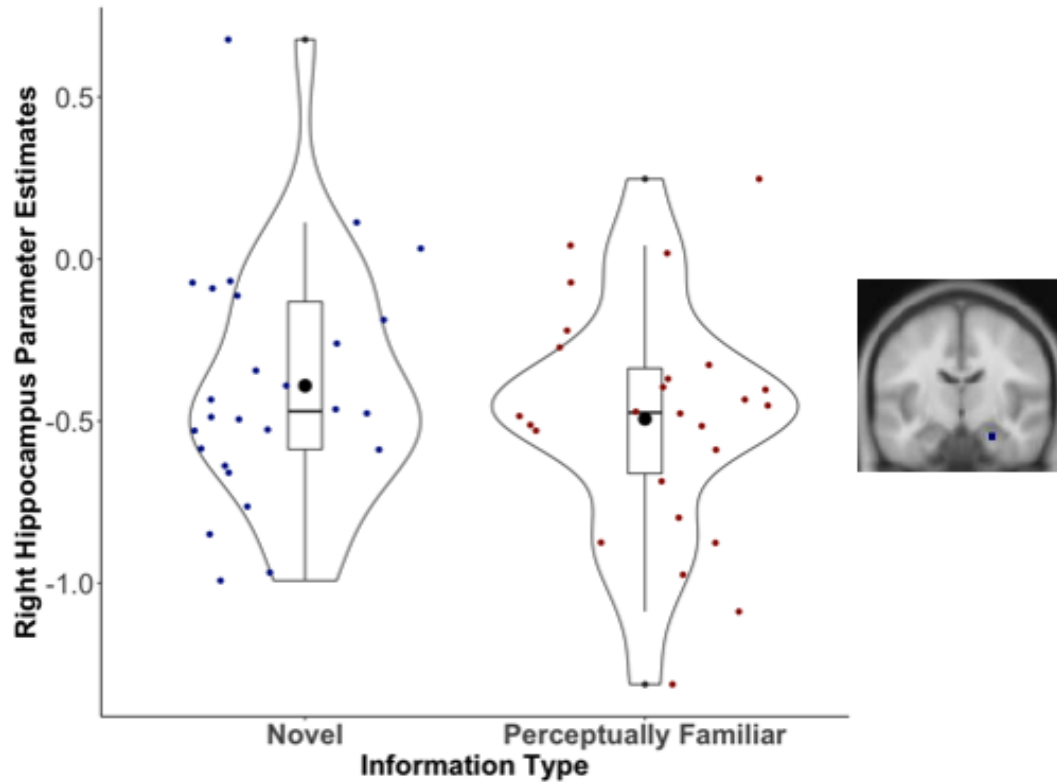 Right Hippocampus Parameter Estimates
0.5
0.0
-0.5
-1.0
Novel
Perceptually Familiar
Information Type